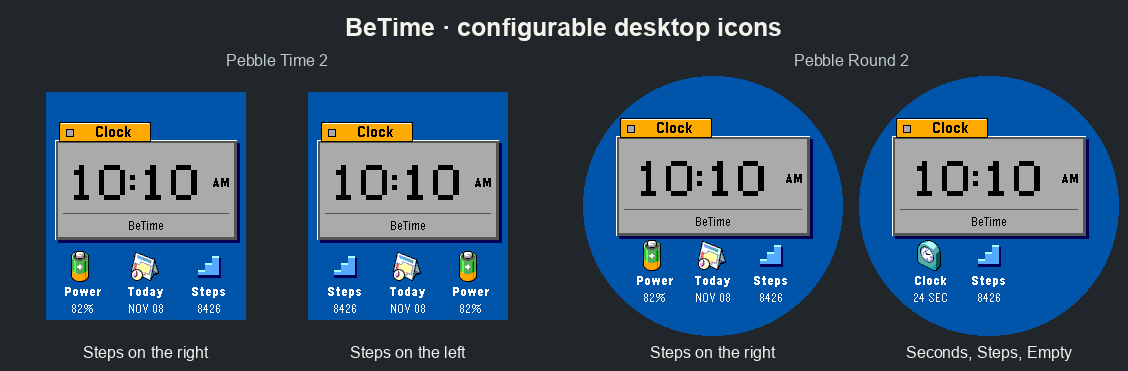 BeTime · configurable desktop icons
Pebble Time 2
Pebble Round 2
Clock
10:10 AM
BeTime
Power Today Steps
82% NOV 08 8426
Steps on the right
Clock
10:10 AM
BeTime
Steps Today Power
8426 NOV 08 82%
Steps on the left
Clock
10:10 AM
BeTime
Power Today Steps
82% NOV 08 8426
Steps on the right
Clock
10:10 AM
BeTime
Clock Steps
24 SEC 8426
Seconds, Steps, Empty